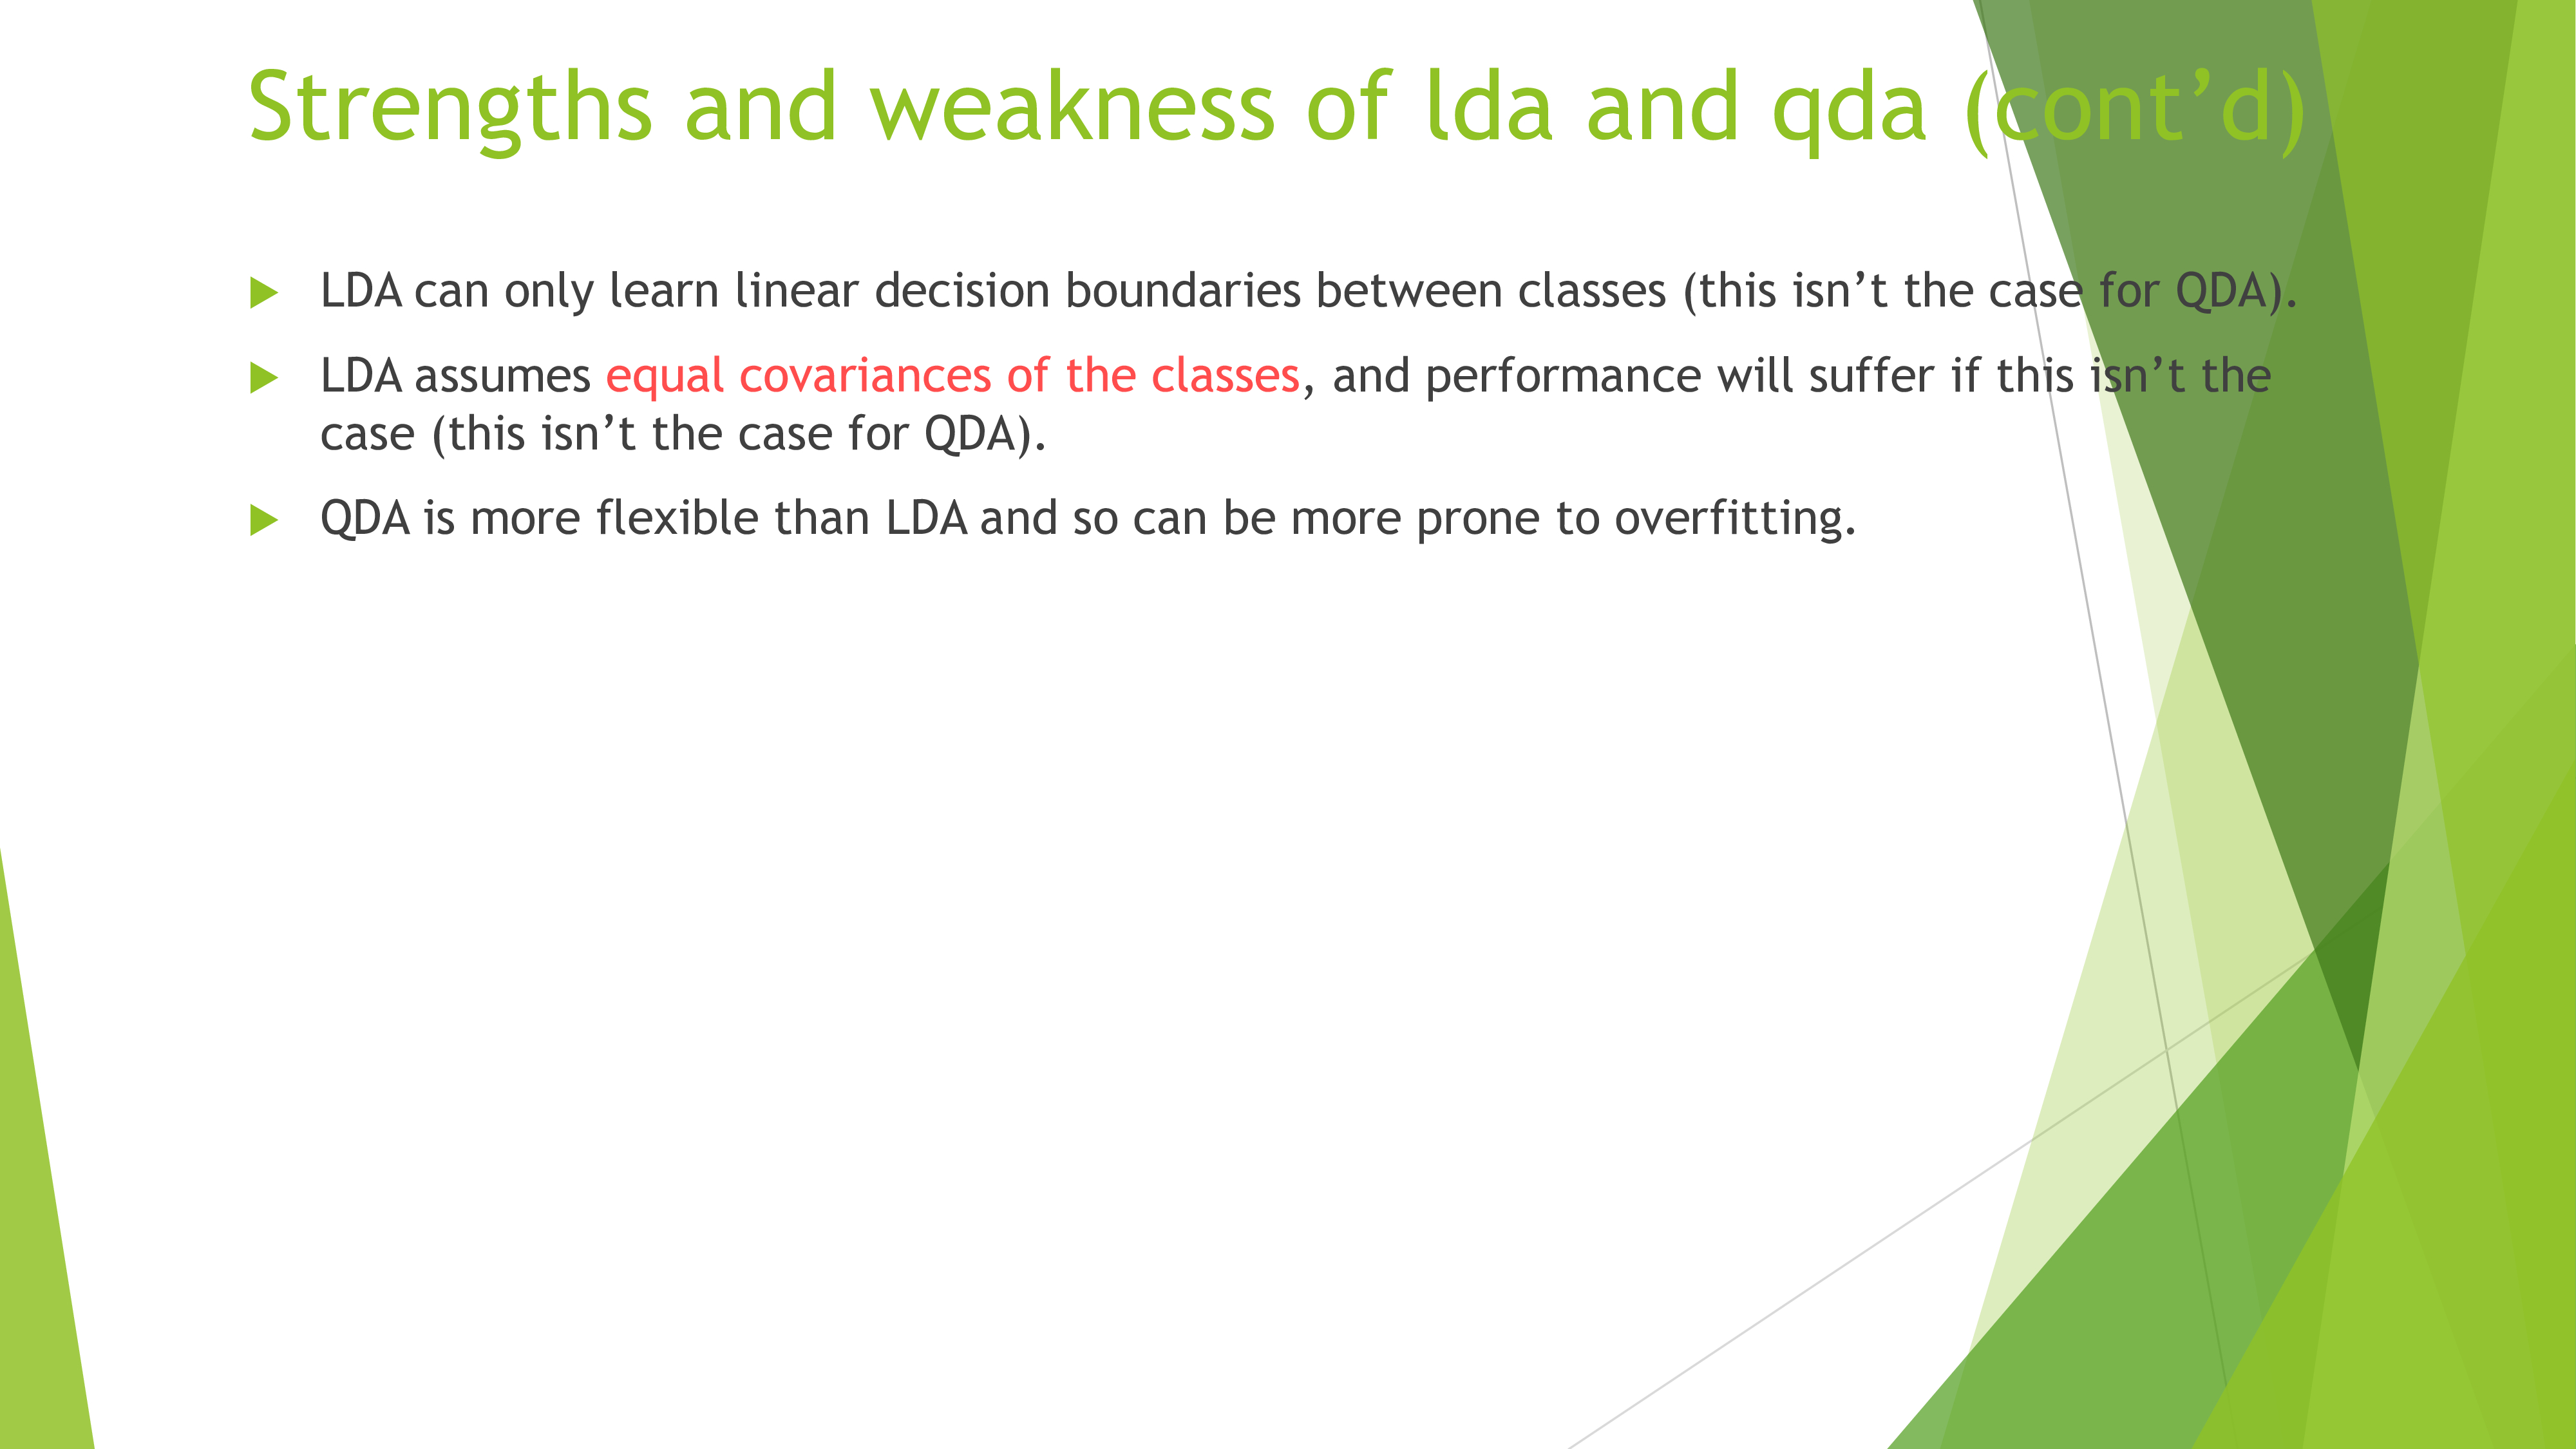 Strengths and weakness of lda and qda (cont’d)
LDA can only learn linear decision boundaries between classes (this isn’t the case for QDA).
LDA assumes equal covariances of the classes, and performance will suffer if this isn’t the
case (this isn’t the case for QDA).
QDA is more flexible than LDA and so can be more prone to overfitting.